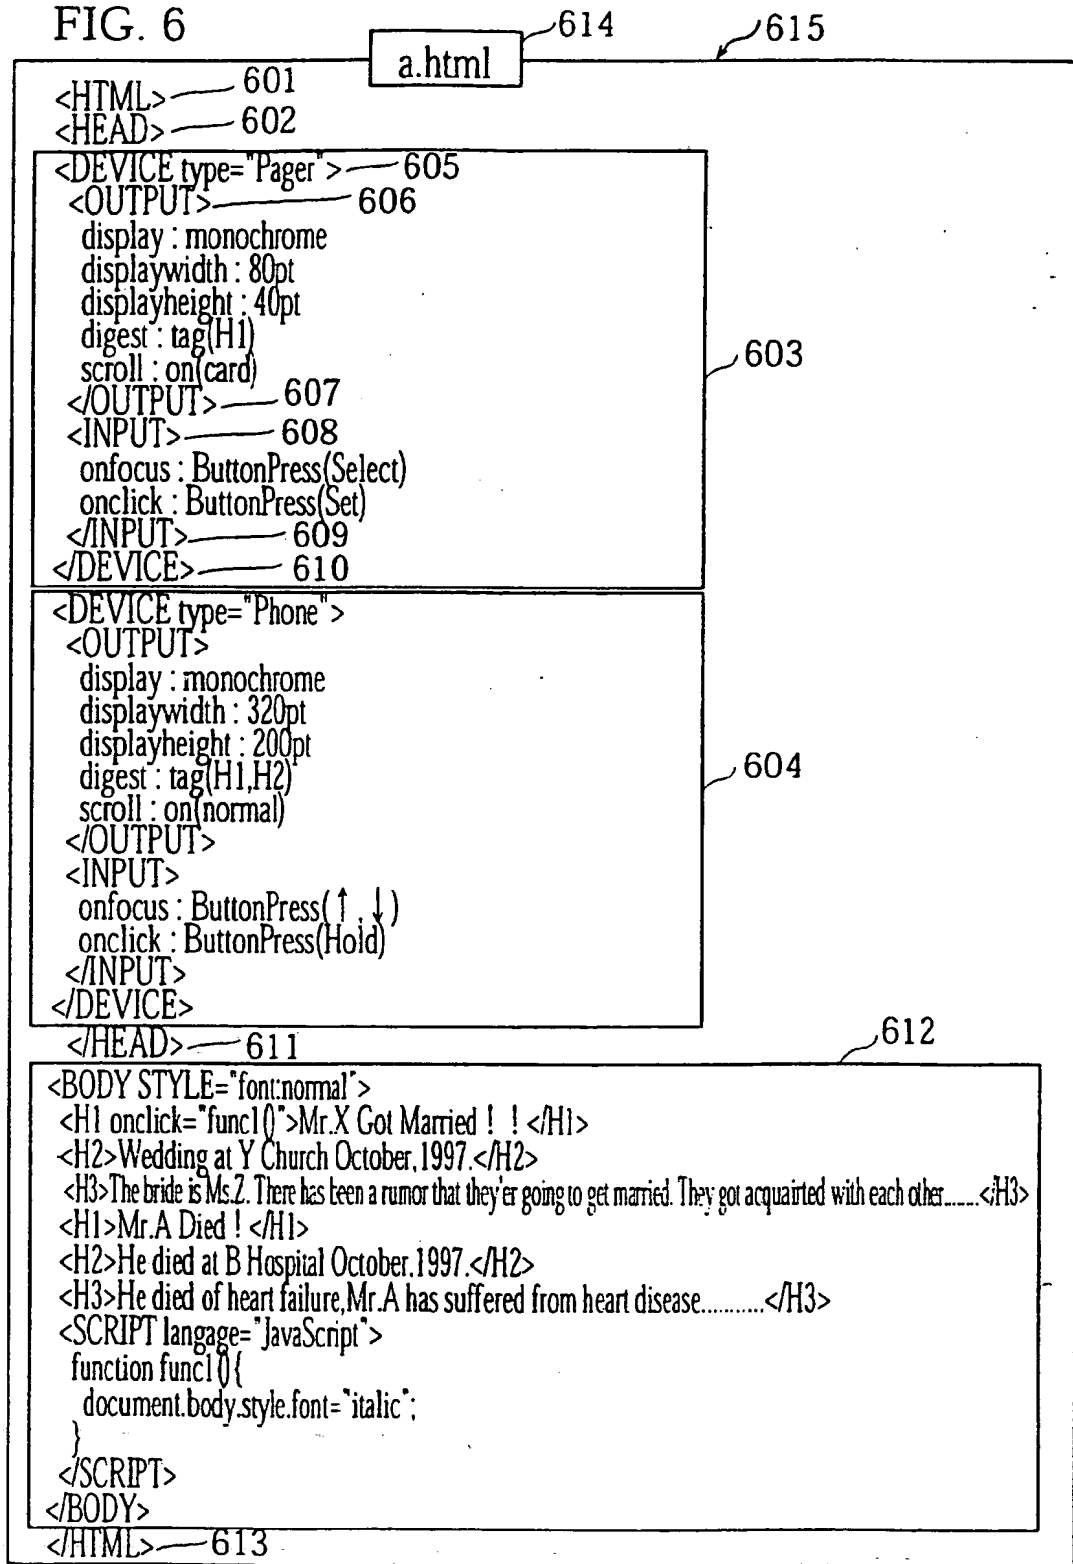 FIG. 6
614
615
a.html
<HTML> 601
<HEAD> 602
<DEVICE type="Pager"> 605
<OUTPUT> 606
display : monochrome
displaywidth : 80pt
displayheight : 40pt
digest : tag(H1)
scroll : on(card)
603
</OUTPUT> 607
<INPUT> 608
onfocus : ButtonPress(Select)
onclick : ButtonPress(Set)
</INPUT> 609
</DEVICE> 610
<DEVICE type="Phone">
<OUTPUT>
display : monochrome
displaywidth : 320pt
displayheight : 200pt
digest : tag(H1,H2)
604
scroll : on(normal)
</OUTPUT>
<INPUT>
onfocus : ButtonPress(↑,↓)
onclick : ButtonPress(Hold)
</INPUT>
</DEVICE>
</HEAD> 611
612
<BODY STYLE="font:normal">
<H1 onclick="func1()">Mr.X Got Married ! ! </H1>
<H2>Wedding at Y Church October,1997.</H2>
<H3>The bride is Ms.Z. There has been a rumor that they'er going to get married. They got acquairted with each other.......</H3>
<H1>Mr.A Died ! </H1>
<H2>He died at B Hospital October.1997.</H2>
<H3>He died of heart failure,Mr.A has suffered from heart disease..........</H3>
<SCRIPT langage="JavaScript">
function func1(){
document.body.style.font="italic";
}
</SCRIPT>
</BODY>
</HTML> 613